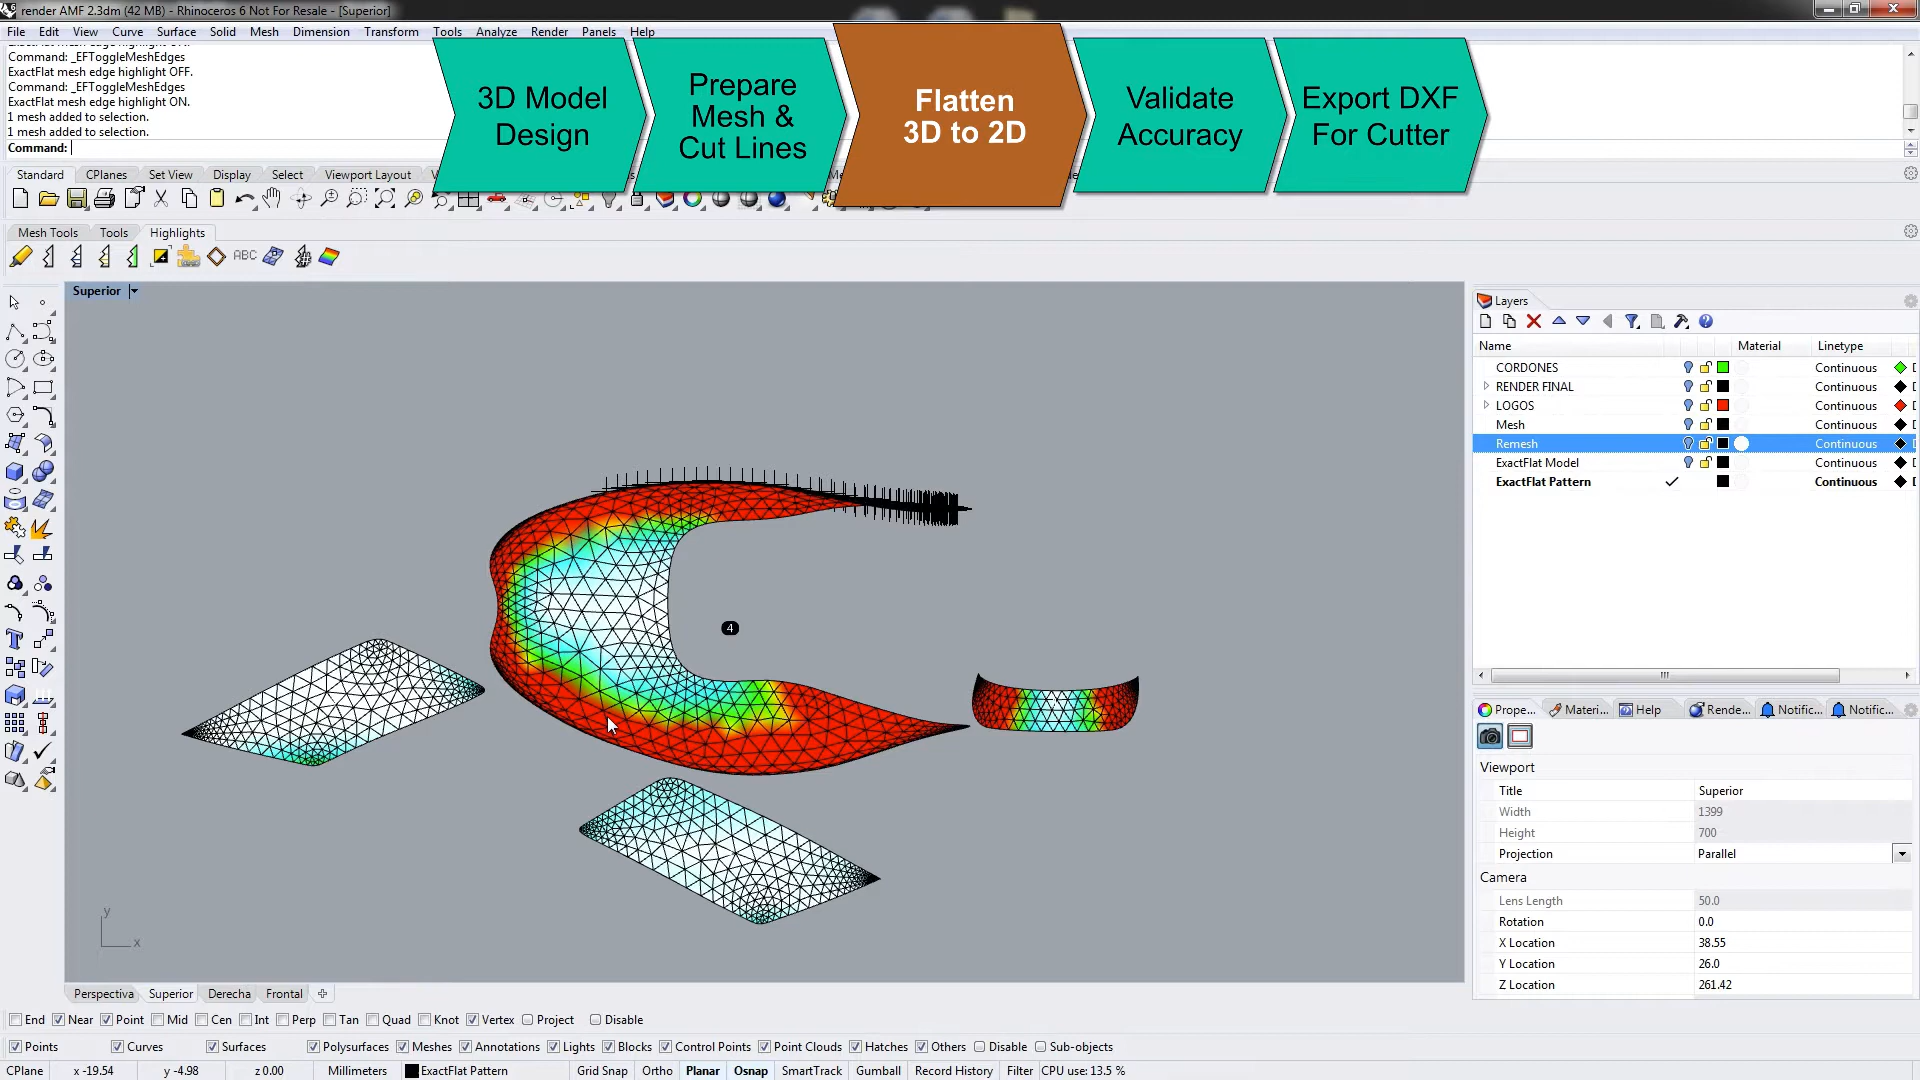 render AMF 2.3dm (42 MB) - Rhinoceros 6 Not For Resale - [Superior]
File Edit View Curve Surface Solid Mesh Dimension Transform Tools Analyze Render Panels Help
Command: _EFToggleMeshEdges
ExactFlat mesh edge highlight OFF.
Command: _EFToggleMeshEdges
ExactFlat mesh edge highlight ON.
1 mesh added to selection.
1 mesh added to selection.
Command:
3D Model
Design
Prepare
Mesh &
Cut Lines
Flatten
3D to 2D
Validate
Accuracy
Export DXF
For Cutter
Standard CPlanes Set View Display Select Viewport Layout
Mesh Tools Tools Highlights
ABC
Superior
4
y
x
Layers
Name Material Linetype
CORDONES Continuous
RENDER FINAL Continuous
LOGOS Continuous
Mesh Continuous
Remesh Continuous
ExactFlat Model Continuous
ExactFlat Pattern Continuous
Prope... Materi... Help Rende... Notific... Notific...
Viewport
Title Superior
Width 1399
Height 700
Projection Parallel
Camera
Lens Length 50.0
Rotation 0.0
X Location 38.55
Y Location 26.0
Z Location 261.42
Perspectiva Superior Derecha Frontal
End Near Point Mid Cen Int Perp Tan Quad Knot Vertex Project Disable
Points Curves Surfaces Polysurfaces Meshes Annotations Lights Blocks Control Points Point Clouds Hatches Others Disable Sub-objects
CPlane x -19.54 y -4.98 z 0.00 Millimeters ExactFlat Pattern Grid Snap Ortho Planar Osnap SmartTrack Gumball Record History Filter CPU use: 13.5 %